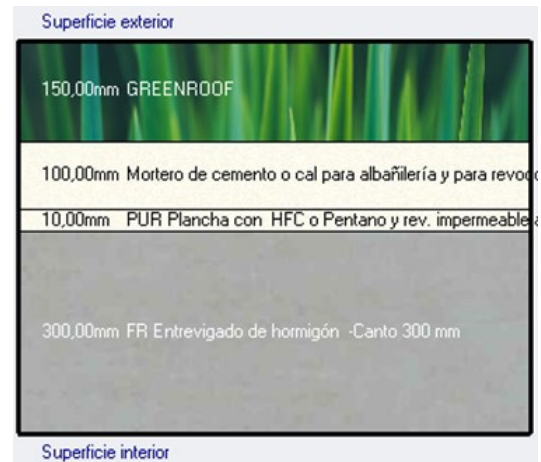 Superficie exterior
150,00mm GREENROOF
100,00mm Mortero de cemento o cal para albañilería y para revoco
10,00mm PUR Plancha con HFC o Pentano y rev. impermeable a
300,00mm FR Entrevigado de hormigón -Canto 300 mm
Superficie interior